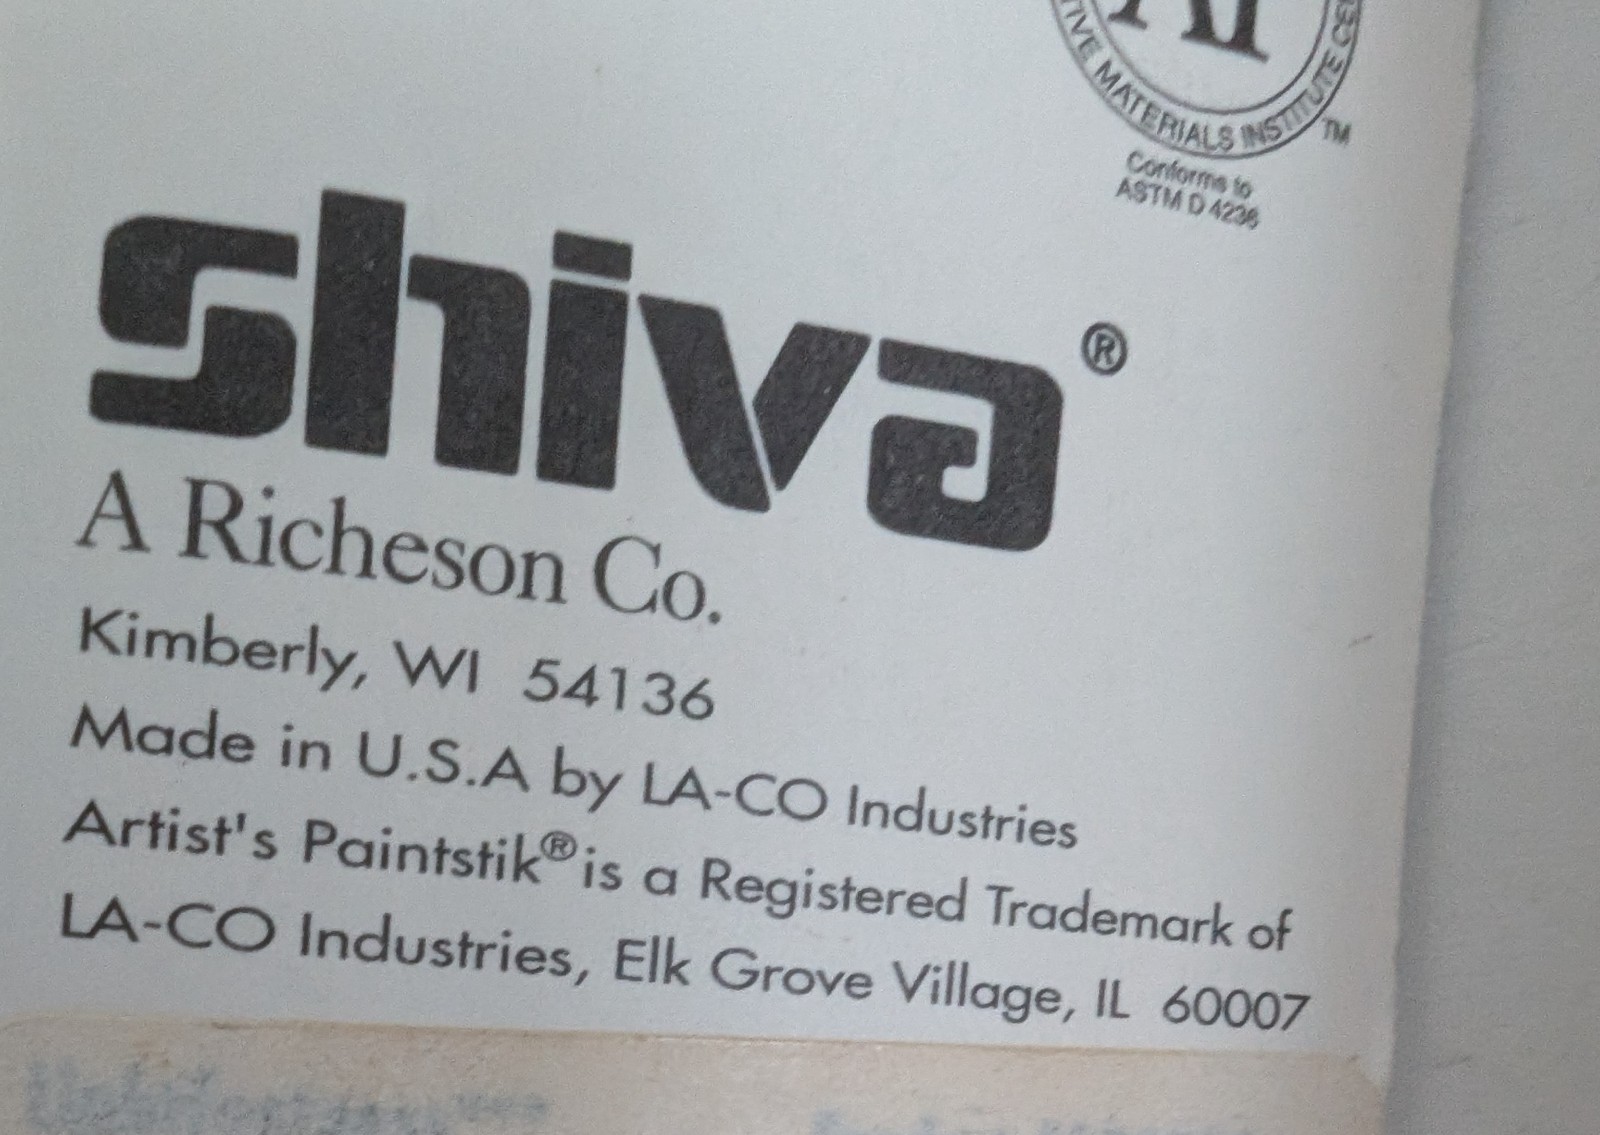 MATERIALS INSTITUTE
TM
Conforms to
ASTM D 4236
shiva®
A Richeson Co.
Kimberly, WI 54136
Made in U.S.A by LA-CO Industries
Artist's Paintstik® is a Registered Trademark of
LA-CO Industries, Elk Grove Village, IL 60007